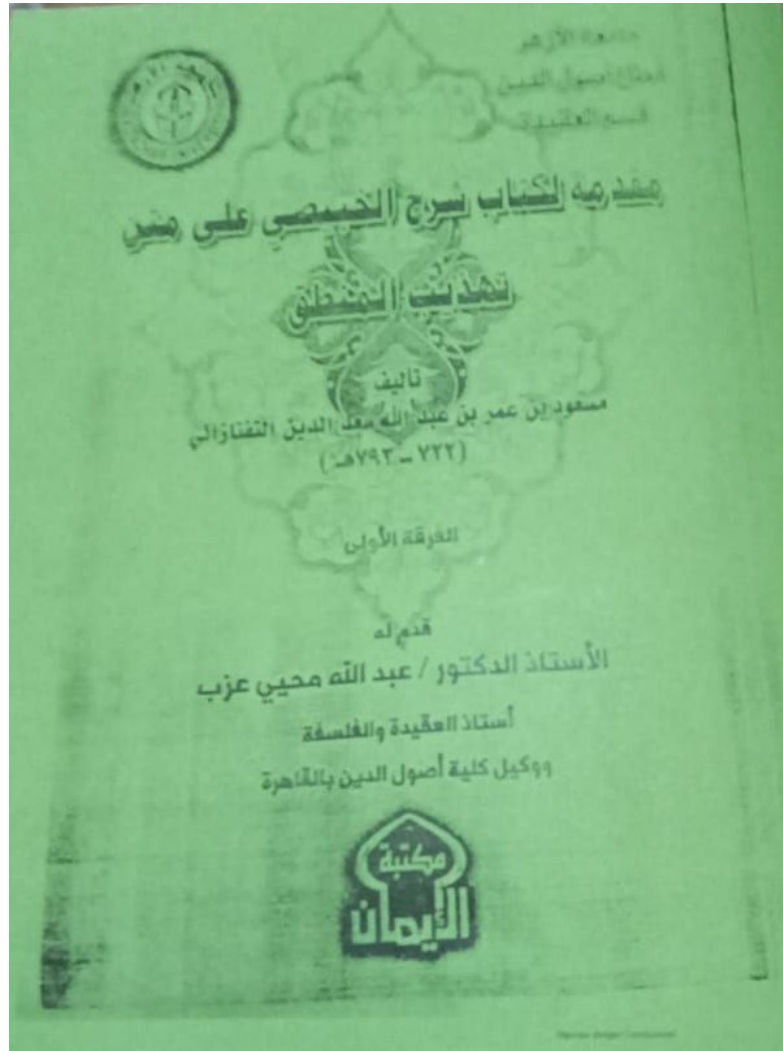 جامعة الأزهر
قطاع أصول الدين
قسم العقيدة
مقدمه لكتاب شرح الخبيصي على متن
تهذيب المنطق
تأليف
مسعود بن عمر بن عبد الله سعد الدين التفتازاني
(٧٢٢ – ٧٩٣هـ)
الفرقة الأولى
قدم له
الأستاذ الدكتور / عبد الله محيي عزب
أستاذ العقيدة والفلسفة
ووكيل كلية أصول الدين بالقاهرة
مكتبة
الإيمان